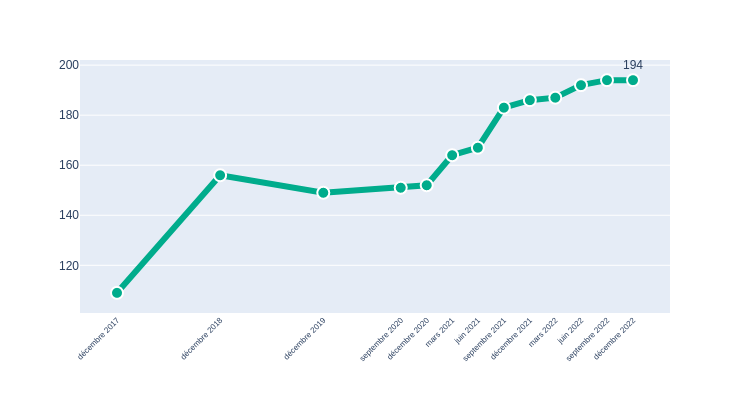 200
180
160
140
120
194
décembre 2017
décembre 2018
décembre 2019
septembre 2020
décembre 2020
mars 2021
juin 2021
septembre 2021
décembre 2021
mars 2022
juin 2022
septembre 2022
décembre 2022